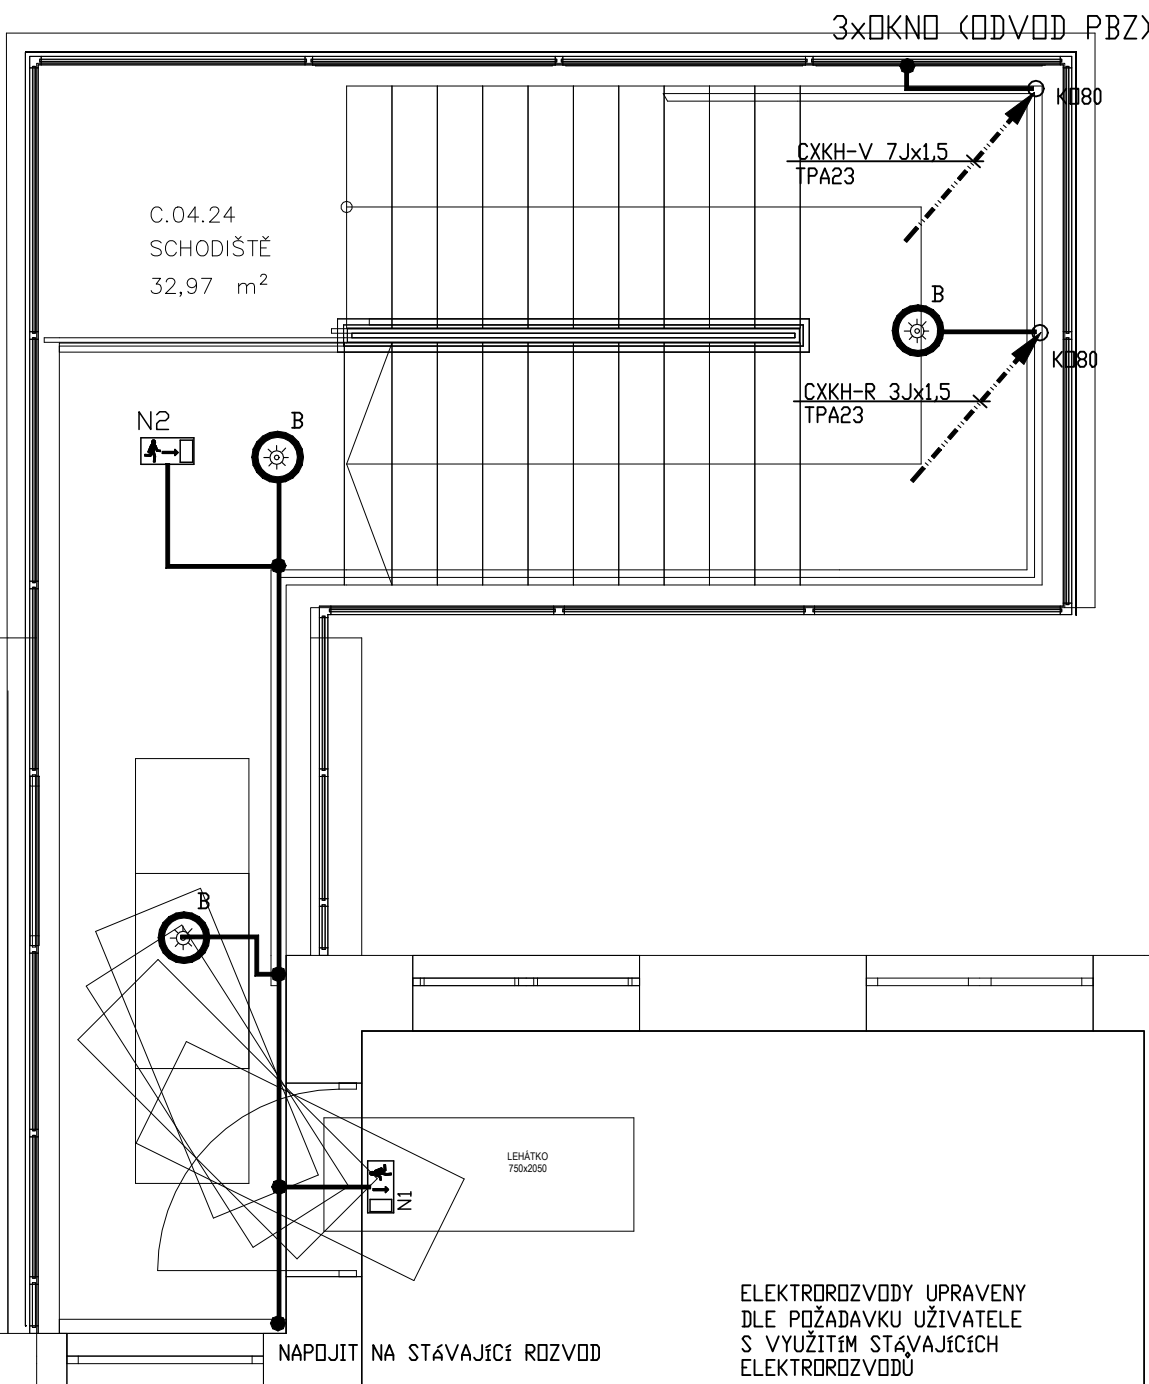 3xOKNO (ODVOD PBZ)
KO80
CXKH-V 7Jx1,5
TPA23
C.04.24
SCHODIŠTĚ
32,97 m²
B
KO80
CXKH-R 3Jx1,5
TPA23
N2
B
B
LEHÁTKO
750x2050
N1
ELEKTROROZVODY UPRAVENY
DLE POŽADAVKU UŽIVATELE
S VYUŽITÍM STÁVAJÍCÍCH
ELEKTROROZVODŮ
NAPOJIT NA STÁVAJÍCÍ ROZVOD